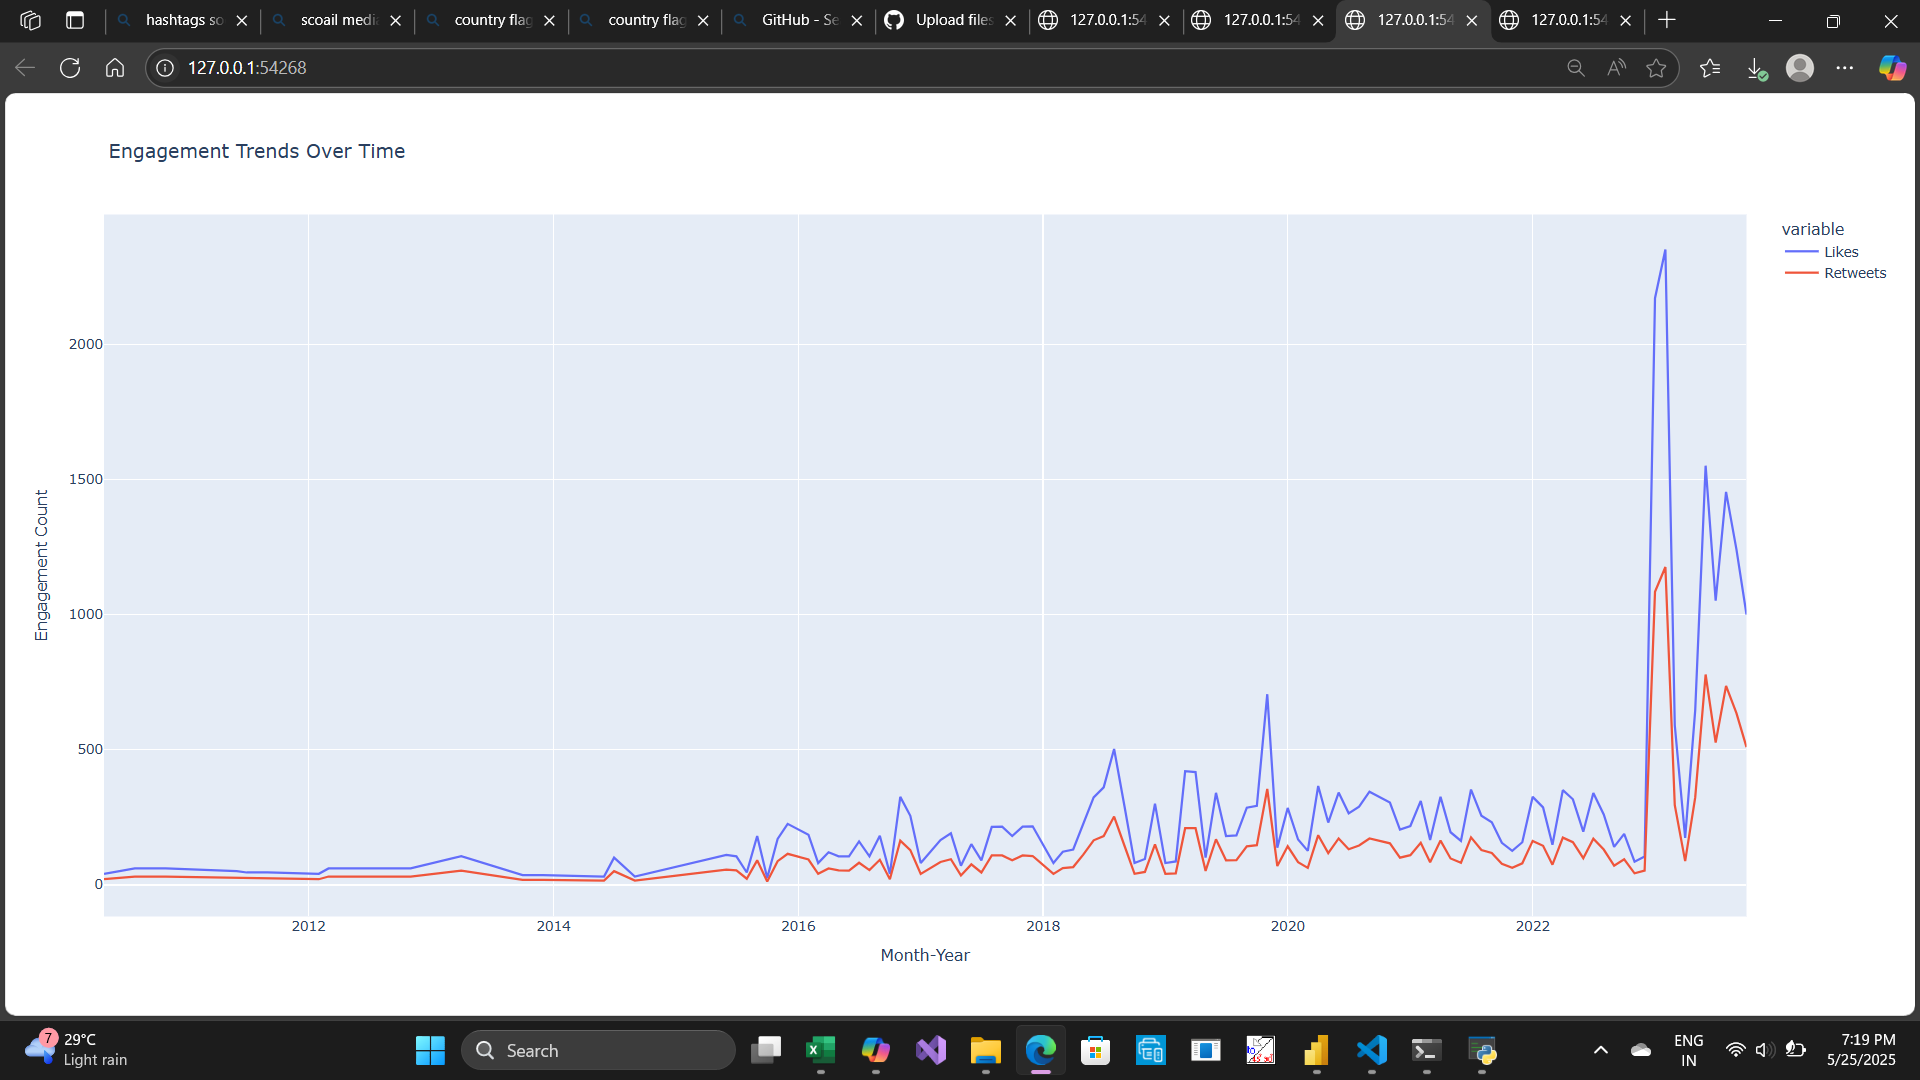 hashtags so
scoail media
country flag
country flag
GitHub - Se
Upload files
127.0.0.1:54
127.0.0.1:54
127.0.0.1:54
127.0.0.1:54
127.0.0.1:54268
Engagement Trends Over Time
variable
Likes
Retweets
2000
1500
1000
500
0
Engagement Count
2012
2014
2016
2018
2020
2022
Month-Year
7
29°C
Light rain
Search
ENG
IN
7:19 PM
5/25/2025